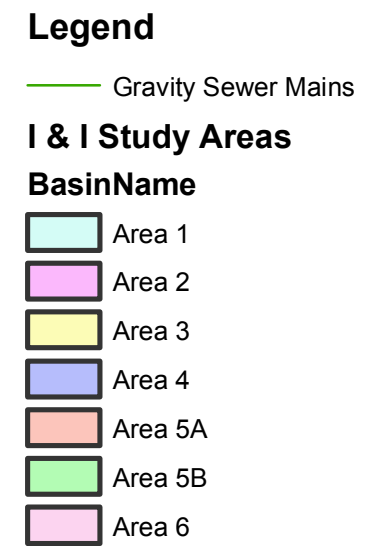 Legend
Gravity Sewer Mains
I & I Study Areas
BasinName
Area 1
Area 2
Area 3
Area 4
Area 5A
Area 5B
Area 6